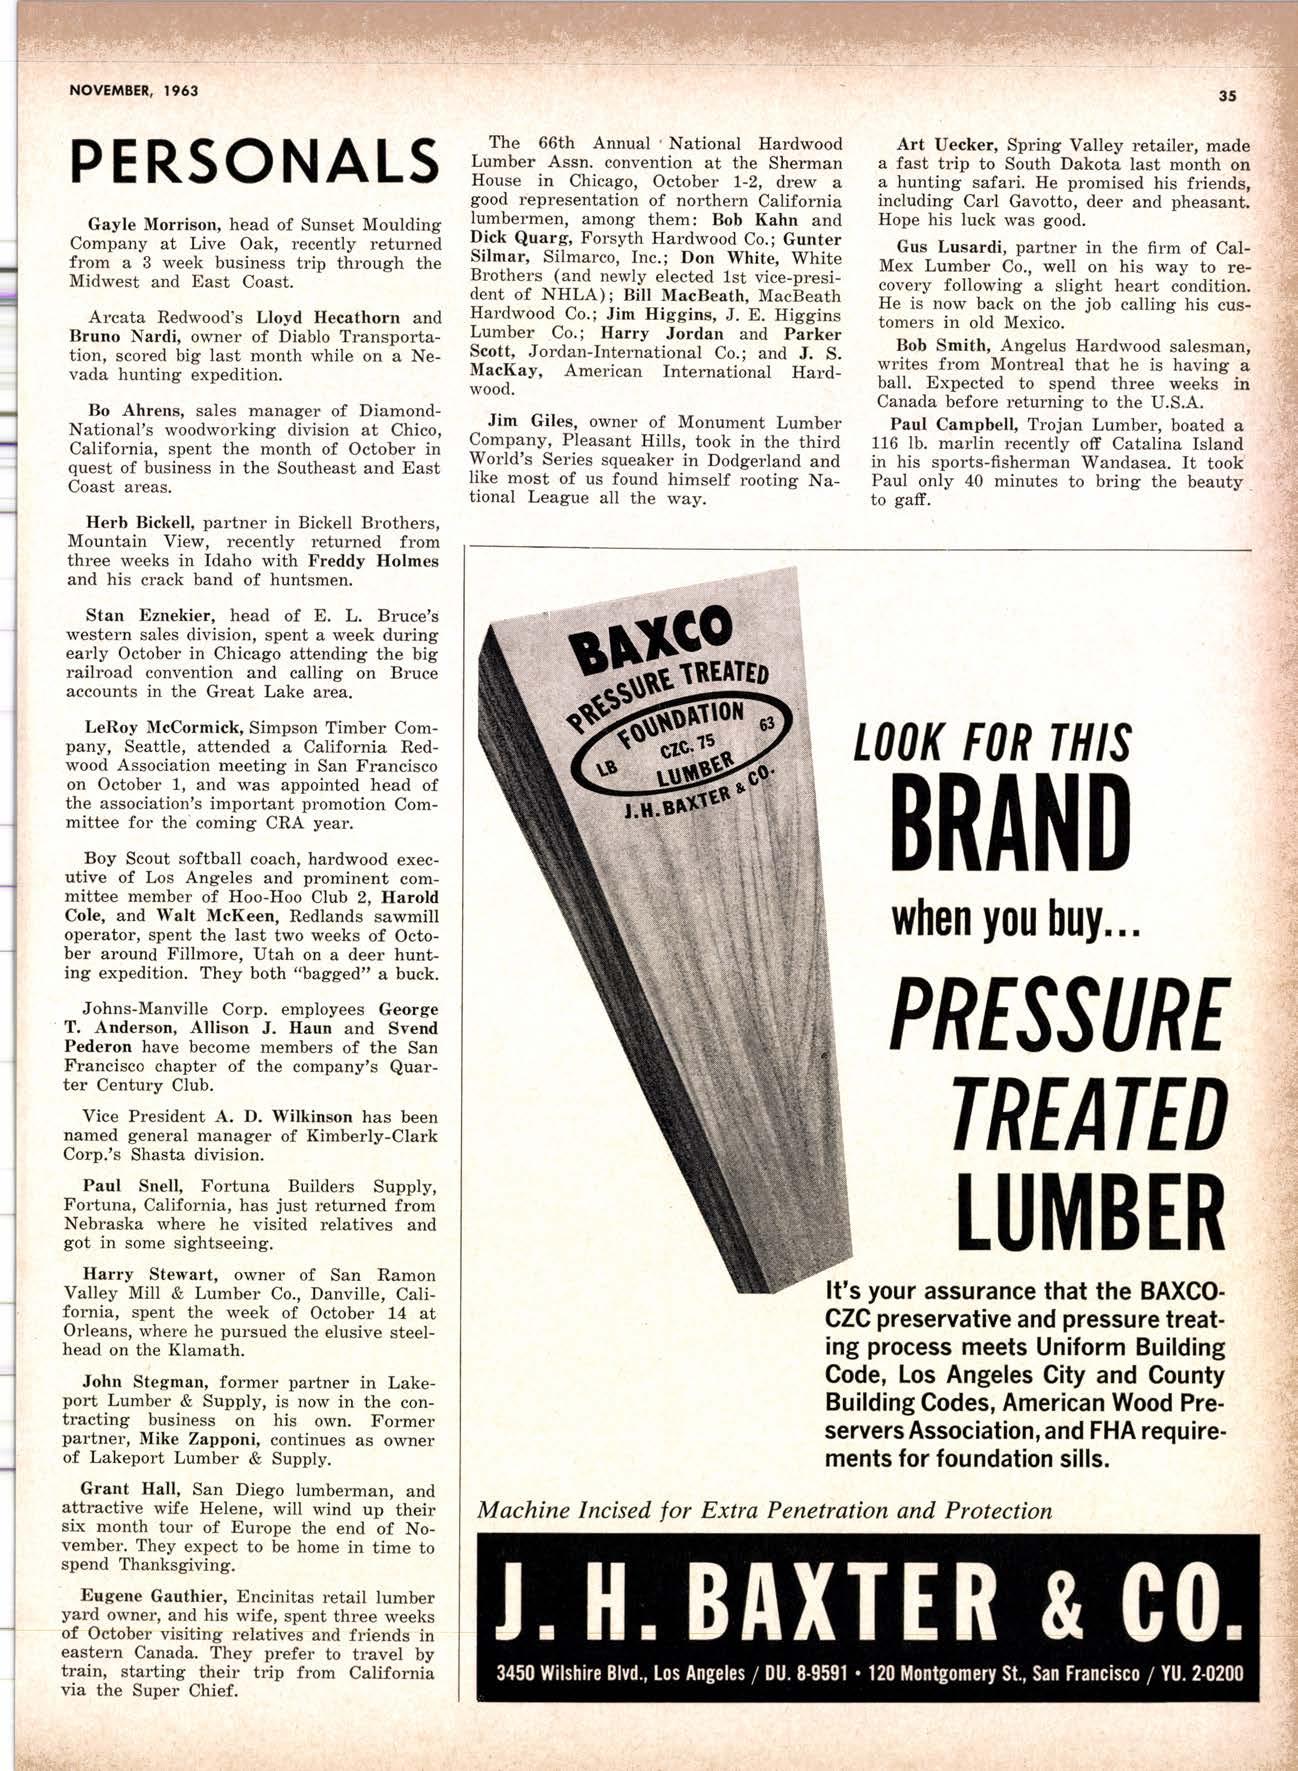 NOVEMBER, 1963
35
PERSONALS
Gayle Morrison, head of Sunset Moulding
Company at Live Oak, recently returned
from a 3 week business trip through the
Midwest and East Coast.
Arcata Redwood's Lloyd Hecathorn and
Bruno Nardi, owner of Diablo Transporta-
tion, scored big last month while on a Ne-
vada hunting expedition.
Bo Ahrens, sales manager of Diamond-
National's woodworking division at Chico,
California, spent the month of October in
quest of business in the Southeast and East
Coast areas.
Herb Bickell, partner in Bickell Brothers,
Mountain View, recently returned from
three weeks in Idaho with Freddy Holmes
and his crack band of huntsmen.
Stan Eznekier, head of E. L. Bruce's
western sales division, spent a week during
early October in Chicago attending the big
railroad convention and calling on Bruce
accounts in the Great Lake area.
LeRoy McCormick, Simpson Timber Com-
pany, Seattle, attended a California Red-
wood Association meeting in San Francisco
on October 1, and was appointed head of
the association's important promotion Com-
mittee for the coming CRA year.
Boy Scout softball coach, hardwood exec-
utive of Los Angeles and prominent com-
mittee member of Hoo-Hoo Club 2, Harold
Cole, and Walt McKeen, Redlands sawmill
operator, spent the last two weeks of Octo-
ber around Fillmore, Utah on a deer hunt-
ing expedition. They both "bagged" a buck.
Johns-Manville Corp. employees George
T. Anderson, Allison J. Haun and Svend
Pederon have become members of the San
Francisco chapter of the company's Quar-
ter Century Club.
Vice President A. D. Wilkinson has been
named general manager of Kimberly-Clark
Corp.'s Shasta division.
Paul Snell, Fortuna Builders Supply,
Fortuna, California, has just returned from
Nebraska where he visited relatives and
got in some sightseeing.
Harry Stewart, owner of San Ramon
Valley Mill & Lumber Co., Danville, Cali-
fornia, spent the week of October 14 at
Orleans, where he pursued the elusive steel-
head on the Klamath.
John Stegman, former partner in Lake-
port Lumber & Supply, is now in the con-
tracting business on his own. Former
partner, Mike Zapponi, continues as owner
of Lakeport Lumber & Supply.
Grant Hall, San Diego lumberman, and
attractive wife Helene, will wind up their
six month tour of Europe the end of No-
vember. They expect to be home in time to
spend Thanksgiving.
Eugene Gauthier, Encinitas retail lumber
yard owner, and his wife, spent three weeks
of October visiting relatives and friends in
eastern Canada. They prefer to travel by
train, starting their trip from California
via the Super Chief.
The 66th Annual National Hardwood
Lumber Assn. convention at the Sherman
House in Chicago, October 1-2, drew a
good representation of northern California
lumbermen, among them: Bob Kahn and
Dick Quarg, Forsyth Hardwood Co.; Gunter
Silmar, Silmarco, Inc.; Don White, White
Brothers (and newly elected 1st vice-presi-
dent of NHLA); Bill MacBeath, MacBeath
Hardwood Co.; Jim Higgins, J. E. Higgins
Lumber Co.; Harry Jordan and Parker
Scott, Jordan-International Co.; and J. S.
MacKay, American International Hard-
wood.
Jim Giles, owner of Monument Lumber
Company, Pleasant Hills, took in the third
World's Series squeaker in Dodgerland and
like most of us found himself rooting Na-
tional League all the way.
Art Uecker, Spring Valley retailer, made
a fast trip to South Dakota last month on
a hunting safari. He promised his friends,
including Carl Gavotto, deer and pheasant.
Hope his luck was good.
Gus Lusardi, partner in the firm of Cal-
Mex Lumber Co., well on his way to re-
covery following a slight heart condition.
He is now back on the job calling his cus-
tomers in old Mexico.
Bob Smith, Angelus Hardwood salesman,
writes from Montreal that he is having a
ball. Expected to spend three weeks in
Canada before returning to the U.S.A.
Paul Campbell, Trojan Lumber, boated a
116 lb. marlin recently off Catalina Island
in his sports-fisherman Wandasea. It took
Paul only 40 minutes to bring the beauty
to gaff.
BAXCO
PRESSURE TREATED
FOUNDATION
LB CZC. 75 63
LUMBER
J.H. BAXTER & CO.
LOOK FOR THIS
BRAND
when you buy...
PRESSURE
TREATED
LUMBER
It's your assurance that the BAXCO-
CZC preservative and pressure treat-
ing process meets Uniform Building
Code, Los Angeles City and County
Building Codes, American Wood Pre-
servers Association, and FHA require-
ments for foundation sills.
Machine Incised for Extra Penetration and Protection
J. H. BAXTER & CO.
3450 Wilshire Blvd., Los Angeles / DU. 8-9591 • 120 Montgomery St., San Francisco / YU. 2-0200